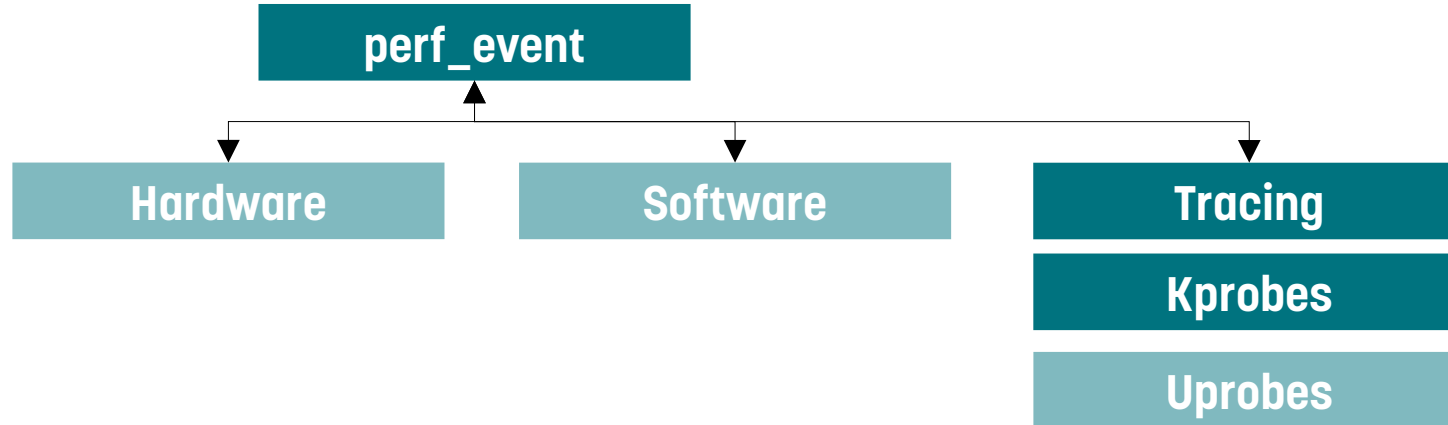 perf_event
Hardware
Software
Tracing
Kprobes
Uprobes